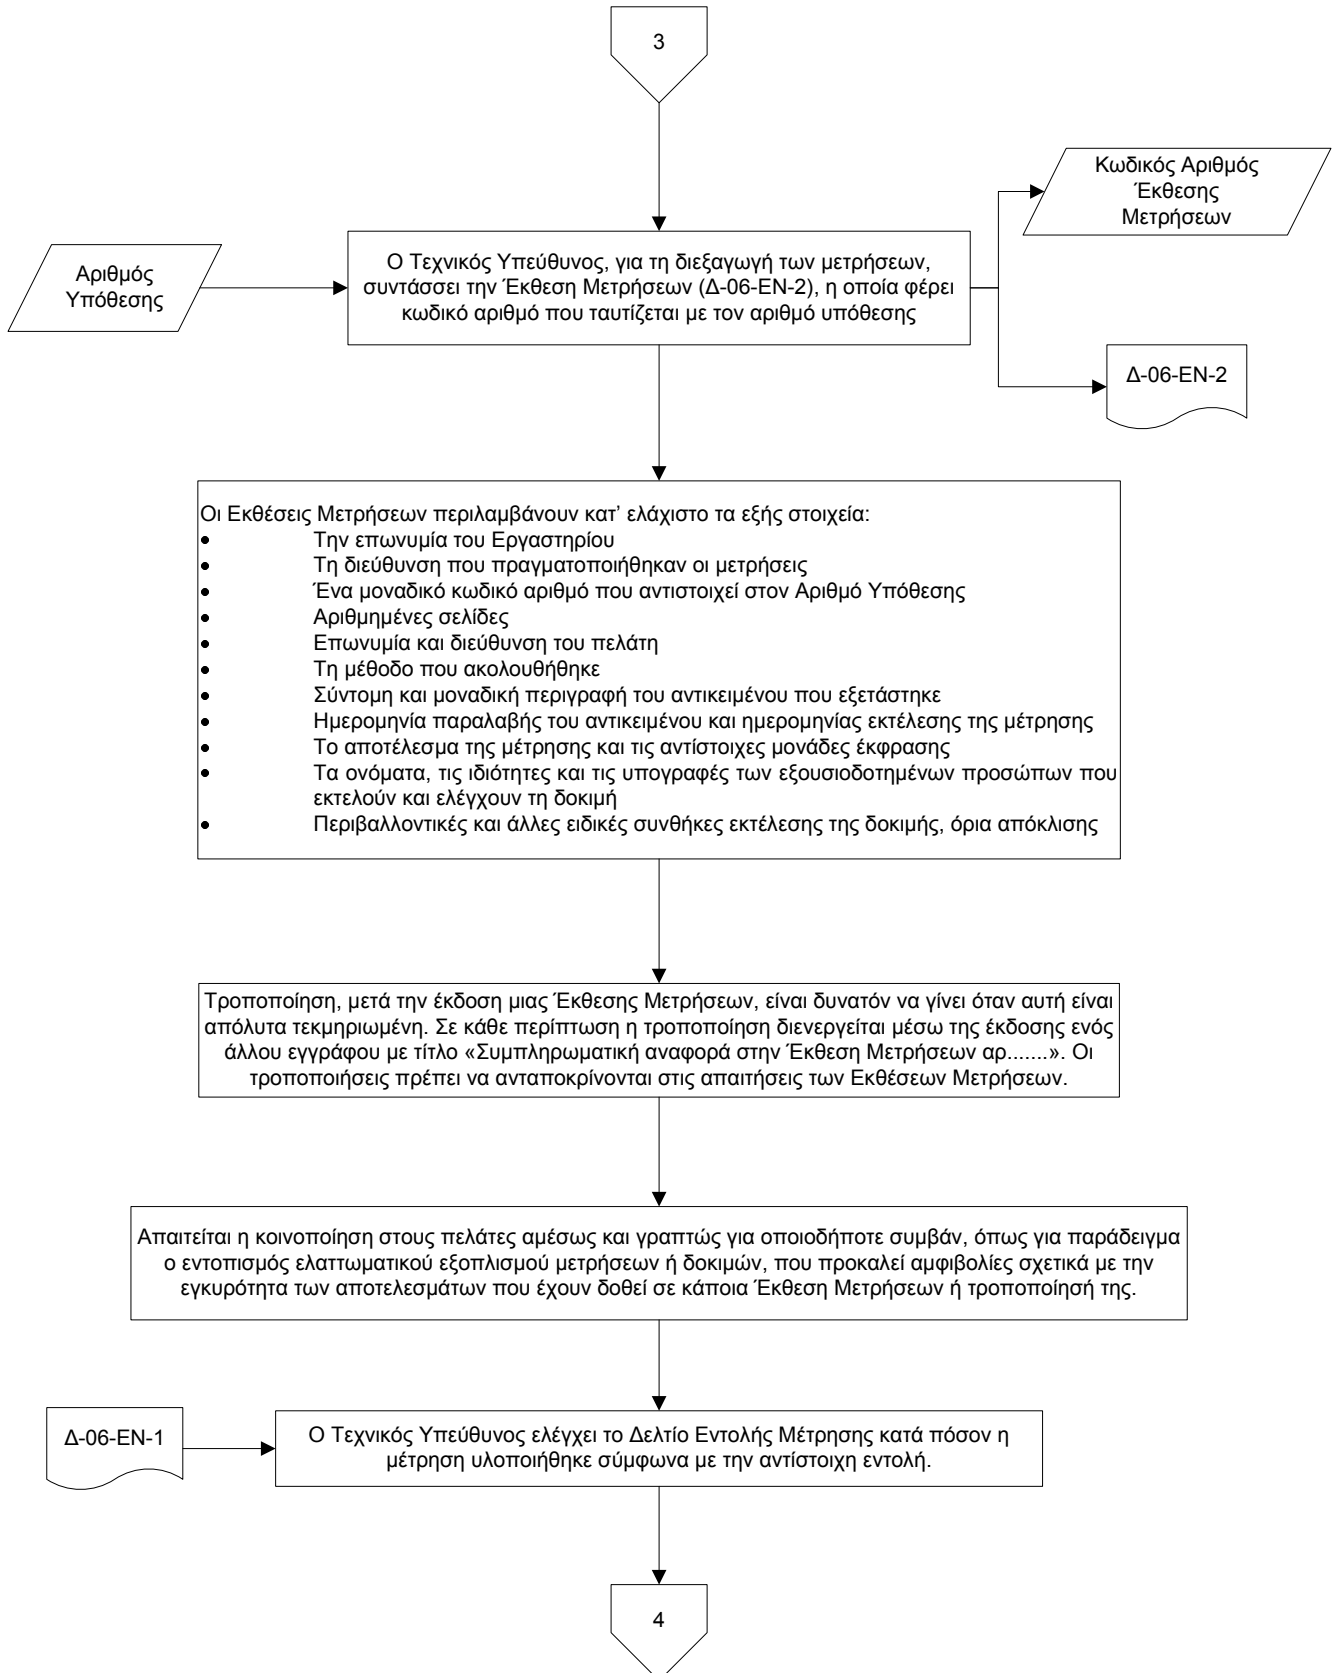 3
Κωδικός Αριθμός
Έκθεσης
Μετρήσεων
Αριθμός
Υπόθεσης
Ο Τεχνικός Υπεύθυνος, για τη διεξαγωγή των μετρήσεων,
συντάσσει την Έκθεση Μετρήσεων (Δ-06-ΕΝ-2), η οποία φέρει
κωδικό αριθμό που ταυτίζεται με τον αριθμό υπόθεσης
Δ-06-ΕΝ-2
Οι Εκθέσεις Μετρήσεων περιλαμβάνουν κατ’ ελάχιστο τα εξής στοιχεία:
• Την επωνυμία του Εργαστηρίου
• Τη διεύθυνση που πραγματοποιήθηκαν οι μετρήσεις
• Ένα μοναδικό κωδικό αριθμό που αντιστοιχεί στον Αριθμό Υπόθεσης
• Αριθμημένες σελίδες
• Επωνυμία και διεύθυνση του πελάτη
• Τη μέθοδο που ακολουθήθηκε
• Σύντομη και μοναδική περιγραφή του αντικειμένου που εξετάστηκε
• Ημερομηνία παραλαβής του αντικειμένου και ημερομηνίας εκτέλεσης της μέτρησης
• Το αποτέλεσμα της μέτρησης και τις αντίστοιχες μονάδες έκφρασης
• Τα ονόματα, τις ιδιότητες και τις υπογραφές των εξουσιοδοτημένων προσώπων που
εκτελούν και ελέγχουν τη δοκιμή
• Περιβαλλοντικές και άλλες ειδικές συνθήκες εκτέλεσης της δοκιμής, όρια απόκλισης
Τροποποίηση, μετά την έκδοση μιας Έκθεσης Μετρήσεων, είναι δυνατόν να γίνει όταν αυτή είναι
απόλυτα τεκμηριωμένη. Σε κάθε περίπτωση η τροποποίηση διενεργείται μέσω της έκδοσης ενός
άλλου εγγράφου με τίτλο «Συμπληρωματική αναφορά στην Έκθεση Μετρήσεων αρ.......». Οι
τροποποιήσεις πρέπει να ανταποκρίνονται στις απαιτήσεις των Εκθέσεων Μετρήσεων.
Απαιτείται η κοινοποίηση στους πελάτες αμέσως και γραπτώς για οποιοδήποτε συμβάν, όπως για παράδειγμα
ο εντοπισμός ελαττωματικού εξοπλισμού μετρήσεων ή δοκιμών, που προκαλεί αμφιβολίες σχετικά με την
εγκυρότητα των αποτελεσμάτων που έχουν δοθεί σε κάποια Έκθεση Μετρήσεων ή τροποποίησή της.
Δ-06-ΕΝ-1
Ο Τεχνικός Υπεύθυνος ελέγχει το Δελτίο Εντολής Μέτρησης κατά πόσον η
μέτρηση υλοποιήθηκε σύμφωνα με την αντίστοιχη εντολή.
4